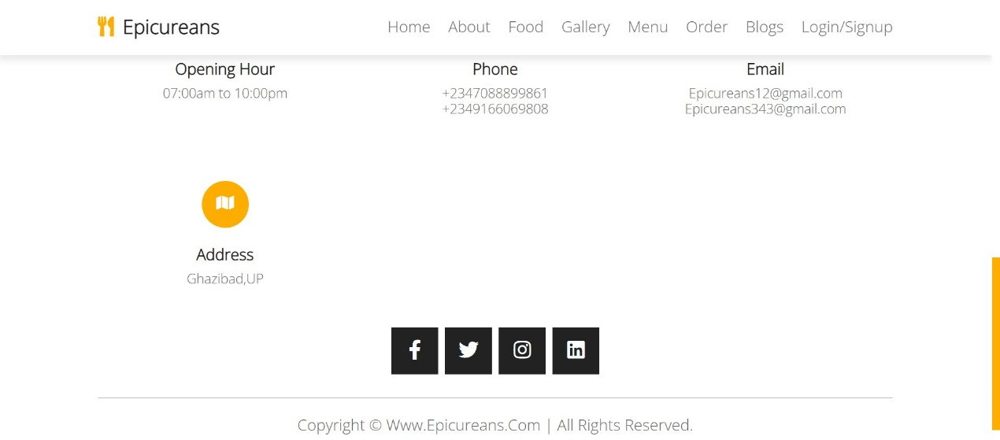 Epicureans
Home About Food Gallery Menu Order Blogs Login/Signup
Opening Hour
07:00am to 10:00pm
Phone
+2347088899861
+2349166069808
Email
Epicureans12@gmail.com
Epicureans343@gmail.com
Address
Ghazibad,UP
Copyright © Www.Epicureans.Com | All Rights Reserved.